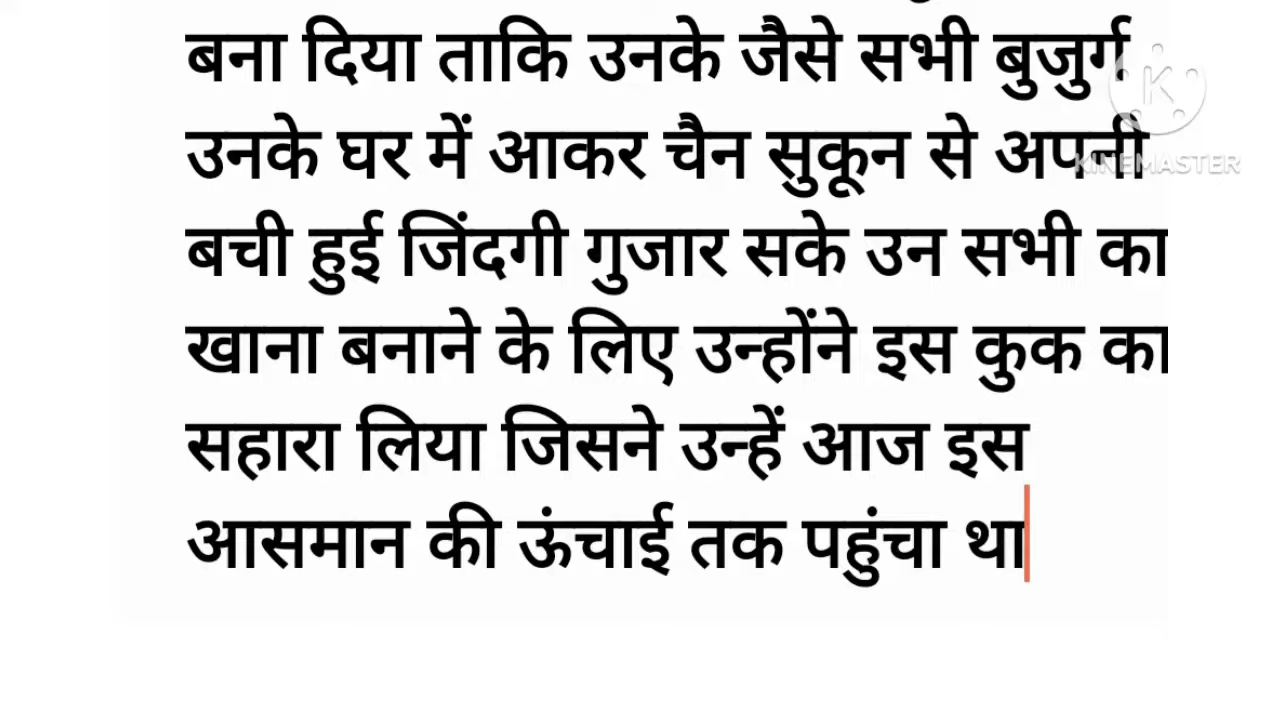 बना दिया ताकि उनके जैसे सभी बुजुर्ग
उनके घर में आकर चैन सुकून से अपनी
बची हुई जिंदगी गुजार सके उन सभी का
खाना बनाने के लिए उन्होंने इस कुक का
सहारा लिया जिसने उन्हें आज इस
आसमान की ऊंचाई तक पहुंचा था
K
KINEMASTER